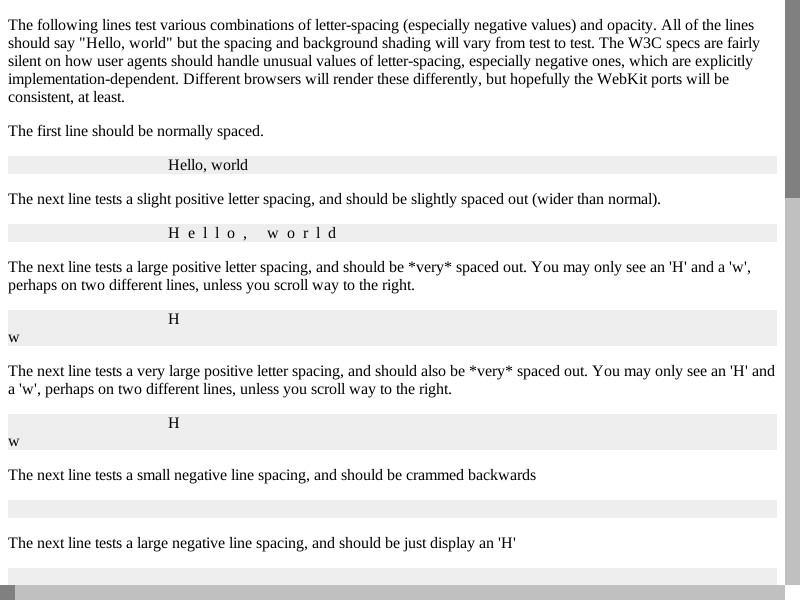 The following lines test various combinations of letter-spacing (especially negative values) and opacity. All of the lines
should say "Hello, world" but the spacing and background shading will vary from test to test. The W3C specs are fairly
silent on how user agents should handle unusual values of letter-spacing, especially negative ones, which are explicitly
implementation-dependent. Different browsers will render these differently, but hopefully the WebKit ports will be
consistent, at least.
The first line should be normally spaced.
Hello, world
The next line tests a slight positive letter spacing, and should be slightly spaced out (wider than normal).
H e l l o ,  w o r l d
The next line tests a large positive letter spacing, and should be *very* spaced out. You may only see an 'H' and a 'w',
perhaps on two different lines, unless you scroll way to the right.
H
w
The next line tests a very large positive letter spacing, and should also be *very* spaced out. You may only see an 'H' and
a 'w', perhaps on two different lines, unless you scroll way to the right.
H
w
The next line tests a small negative line spacing, and should be crammed backwards
The next line tests a large negative line spacing, and should be just display an 'H'